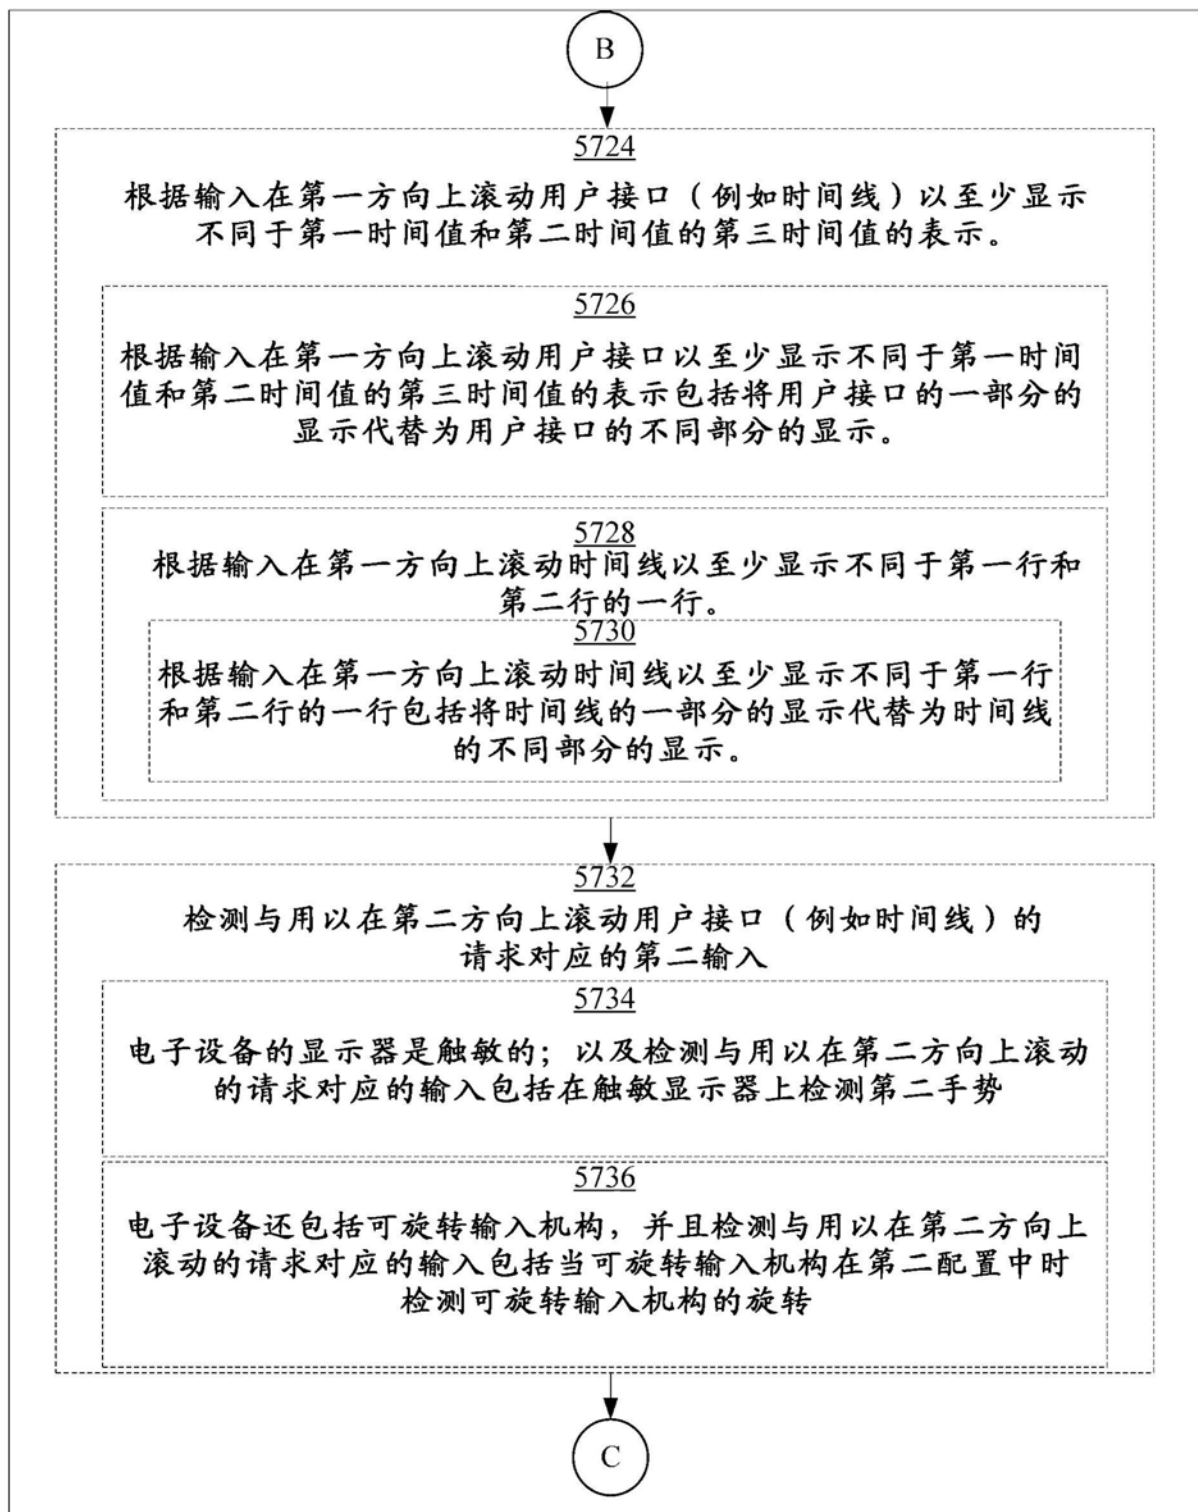 B
5724
根据输入在第一方向上滚动用户接口（例如时间线）以至少显示
不同于第一时间值和第二时间值的第三时间值的表示。
5726
根据输入在第一方向上滚动用户接口以至少显示不同于第一时间
值和第二时间值的第三时间值的表示包括将用户接口的一部分的
显示代替为用户接口的不同部分的显示。
5728
根据输入在第一方向上滚动时间线以至少显示不同于第一行和
第二行的一行。
5730
根据输入在第一方向上滚动时间线以至少显示不同于第一行
和第二行的一行包括将时间线的一部分的显示代替为时间线
的不同部分的显示。
5732
检测与用以在第二方向上滚动用户接口（例如时间线）的
请求对应的第二输入
5734
电子设备的显示器是触敏的；以及检测与用以在第二方向上滚动
的请求对应的输入包括在触敏显示器上检测第二手势
5736
电子设备还包括可旋转输入机构，并且检测与用以在第二方向上
滚动的请求对应的输入包括当可旋转输入机构在第二配置中时
检测可旋转输入机构的旋转
C